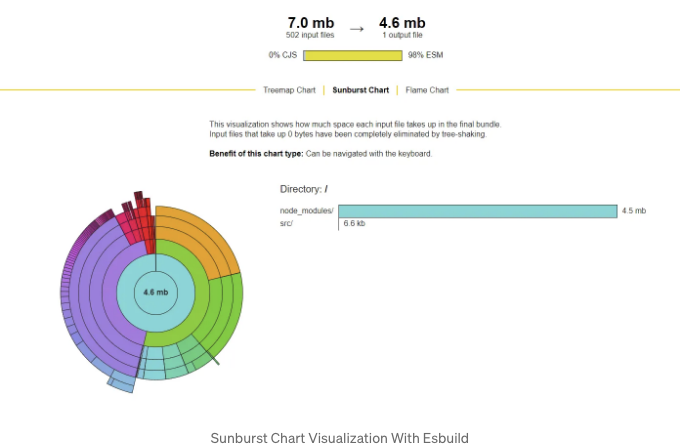 7.0 mb → 4.6 mb
502 input files 1 output file
0% CJS 98% ESM
Treemap Chart | Sunburst Chart | Flame Chart
This visualization shows how much space each input file takes up in the final bundle.
Input files that take up 0 bytes have been completely eliminated by tree-shaking.
Benefit of this chart type: Can be navigated with the keyboard.
Directory: /
node_modules/ 4.5 mb
src/ 6.6 kb
4.6 mb
Sunburst Chart Visualization With Esbuild